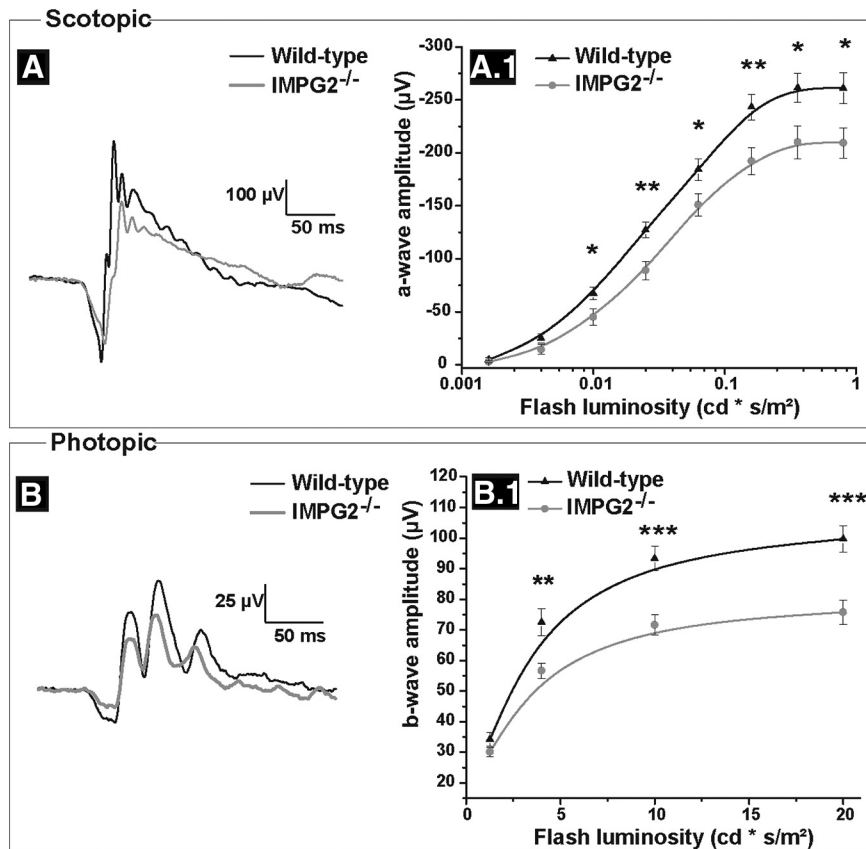 Scotopic
A
Wild-type
IMPG2-/-
100 µV
50 ms
A.1
Wild-type
IMPG2-/-
* ** * ** * *
a-wave amplitude (µV)
-300
-250
-200
-150
-100
-50
0
0.001 0.01 0.1 1
Flash luminosity (cd * s/m²)
Photopic
B
Wild-type
IMPG2-/-
25 µV
50 ms
B.1
Wild-type
IMPG2-/-
** *** ***
b-wave amplitude (µV)
120
110
100
90
80
70
60
50
40
30
20
0 5 10 15 20
Flash luminosity (cd * s/m²)